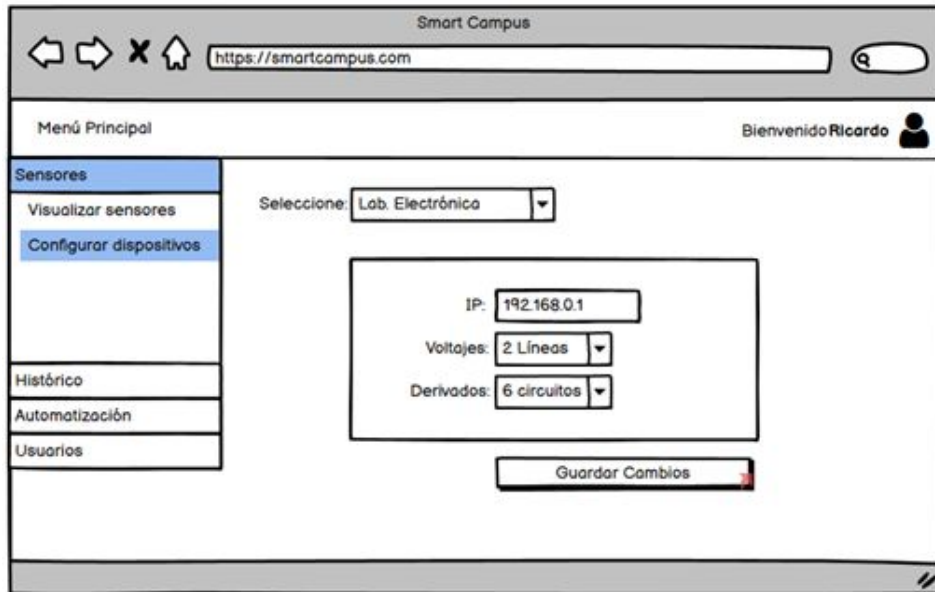 Smart Campus
https://smartcampus.com
Menú Principal
Bienvenido Ricardo
Sensores
Visualizar sensores
Configurar dispositivos
Histórico
Automatización
Usuarios
Seleccione: Lab. Electrónica
IP: 192.168.0.1
Voltajes: 2 Líneas
Derivados: 6 circuitos
Guardar Cambios